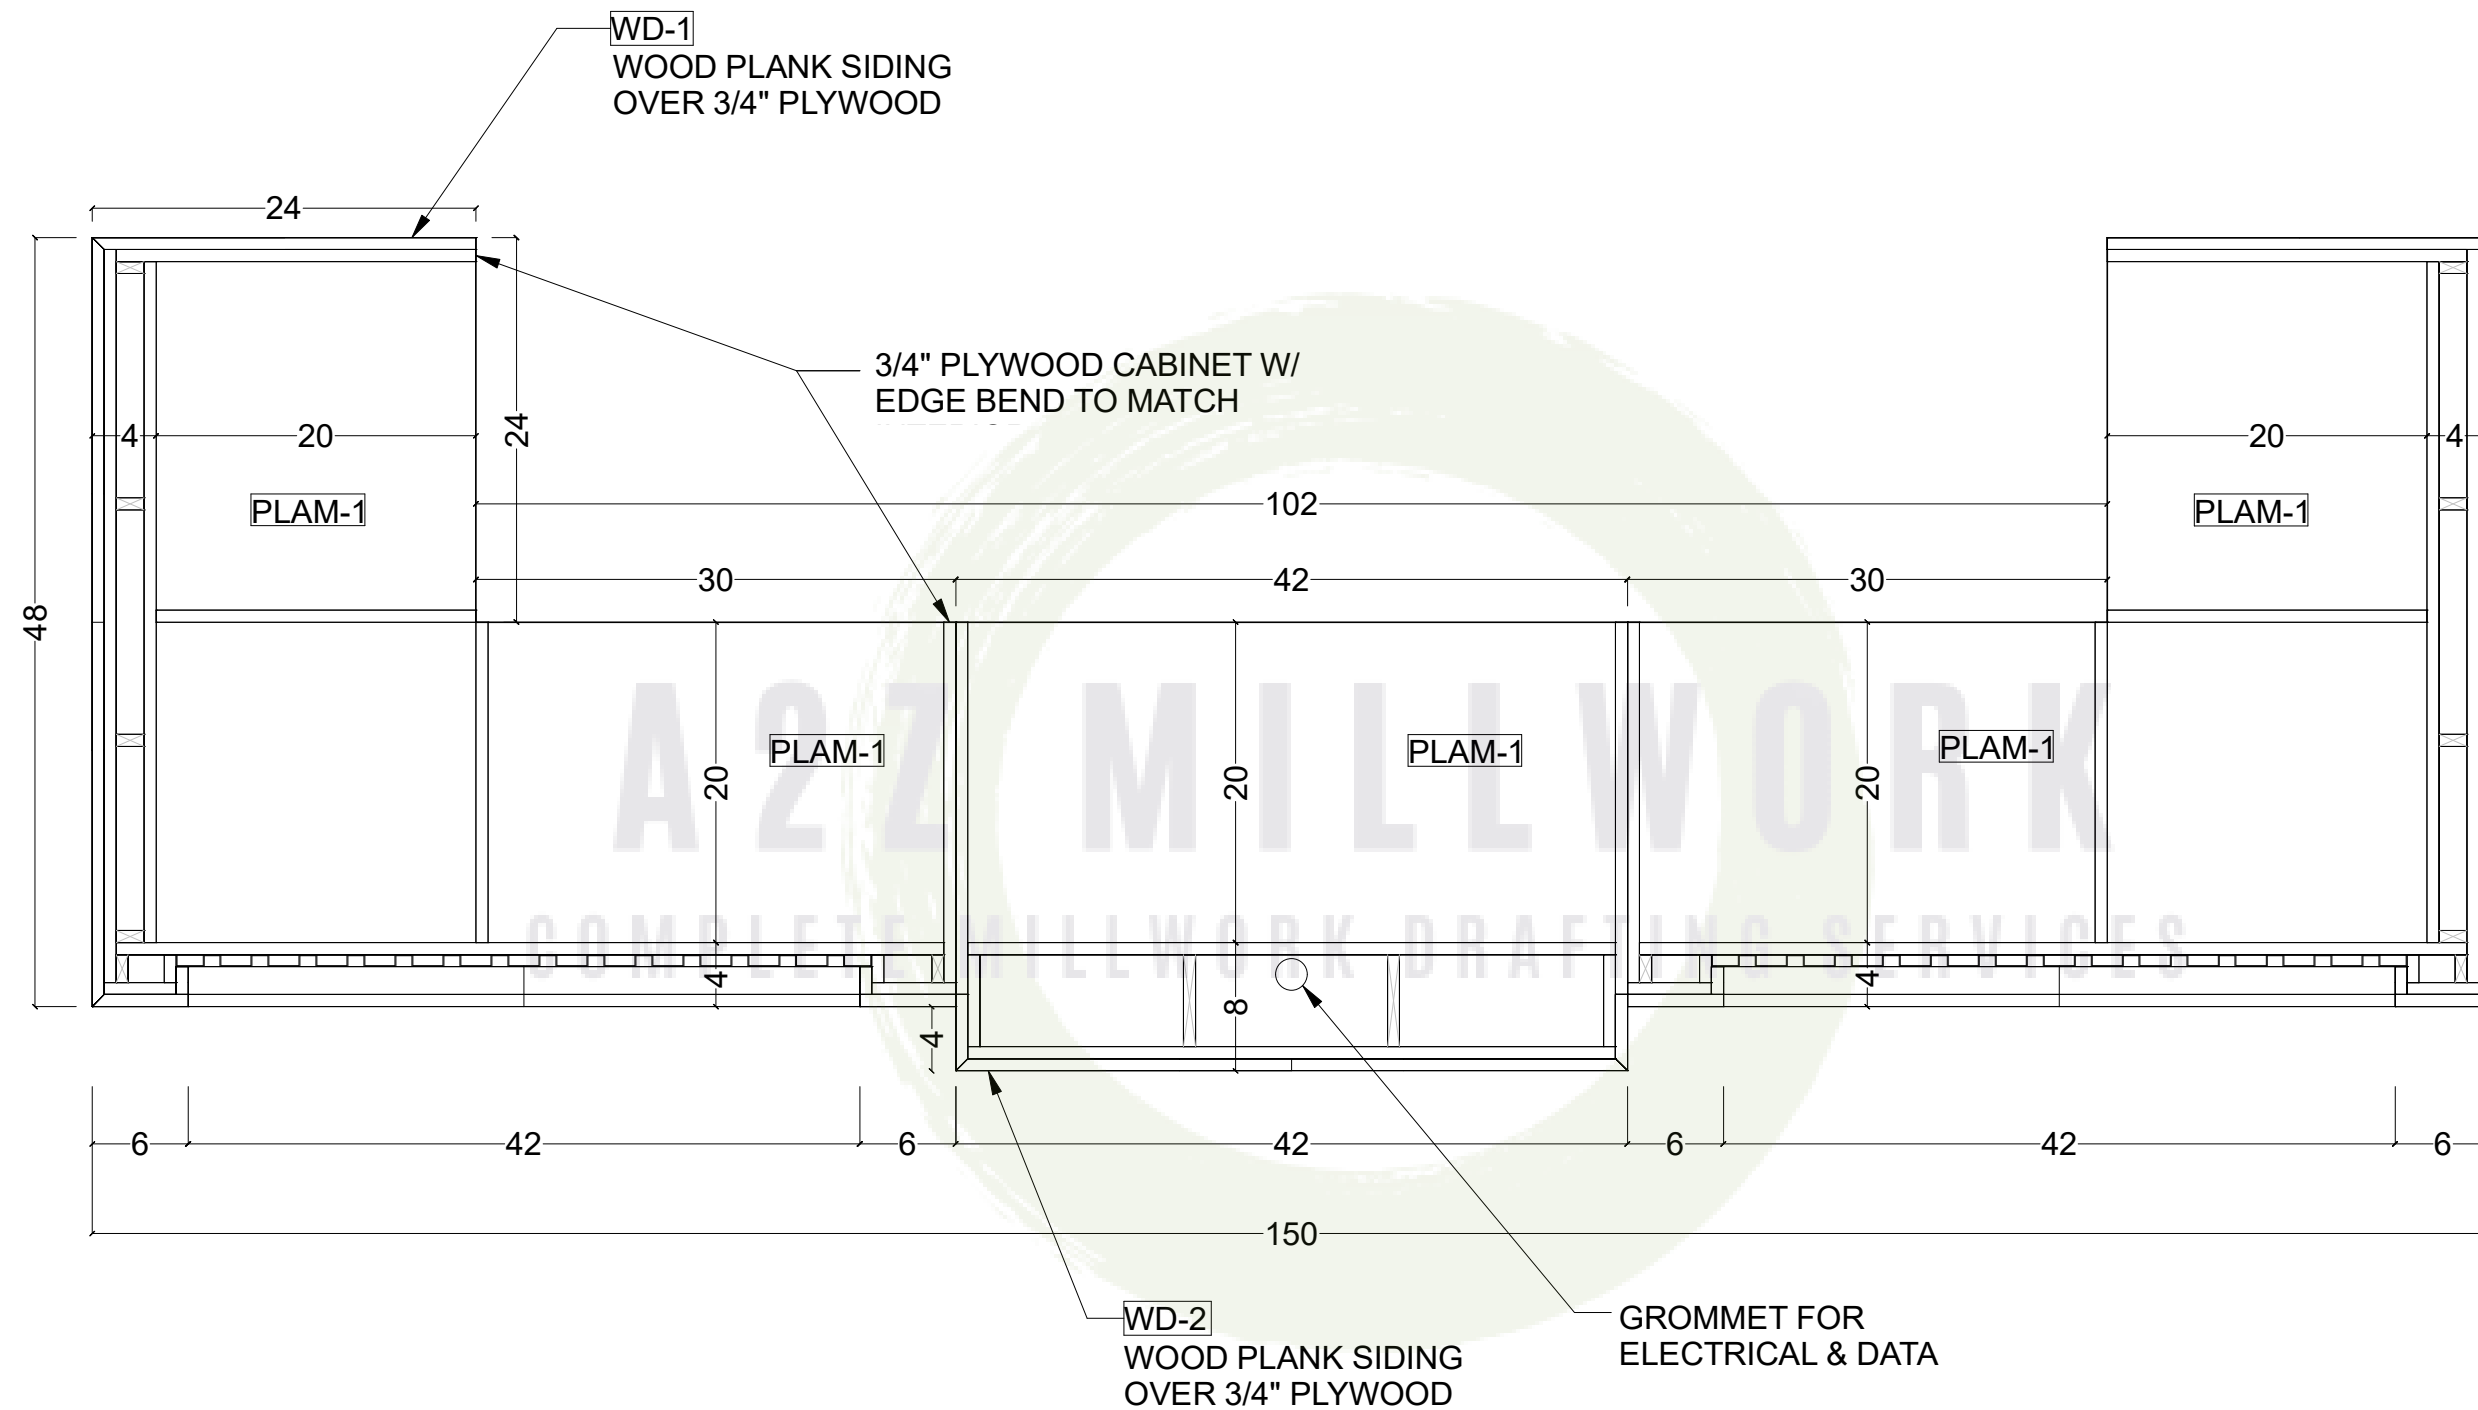 WD-1
WOOD PLANK SIDING
OVER 3/4" PLYWOOD
24
3/4" PLYWOOD CABINET W/
EDGE BEND TO MATCH
4
20
24
20
4
PLAM-1
102
PLAM-1
30
42
30
48
PLAM-1
PLAM-1
PLAM-1
20
20
20
A2Z MILLWORK
COMPLETE MILLWORK DRAFTING SERVICES
4
8
4
4
6
42
6
42
6
42
6
150
WD-2
WOOD PLANK SIDING
OVER 3/4" PLYWOOD
GROMMET FOR
ELECTRICAL & DATA